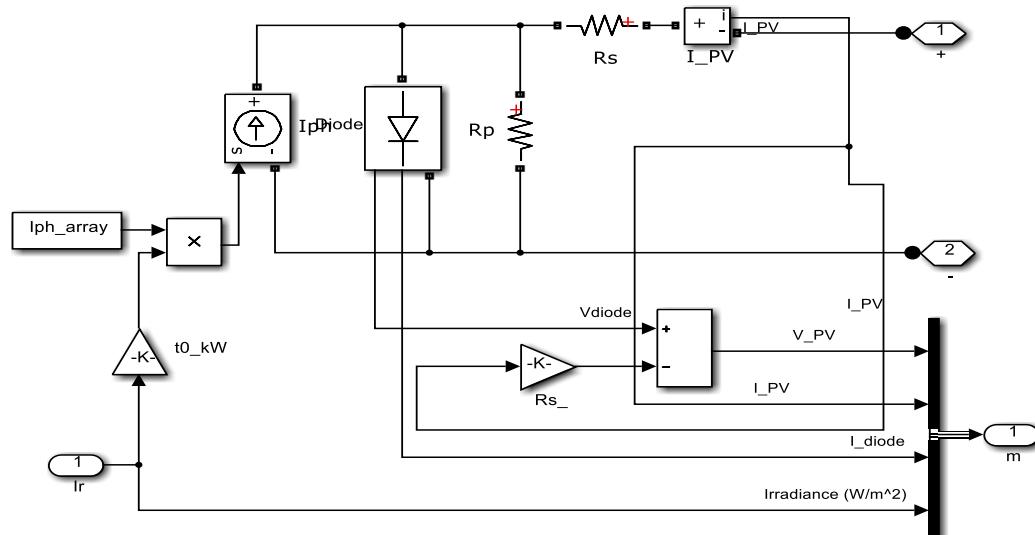 i
+
-
I_PV
1
+
Rs
I_PV
+
s
-
Iph
Diode
Rp
Iph_array
×
2
-
I_PV
Vdiode
+
-
V_PV
t0_kW
-K-
-K-
Rs_
I_PV
I_diode
1
m
1
Ir
Irradiance (W/m^2)